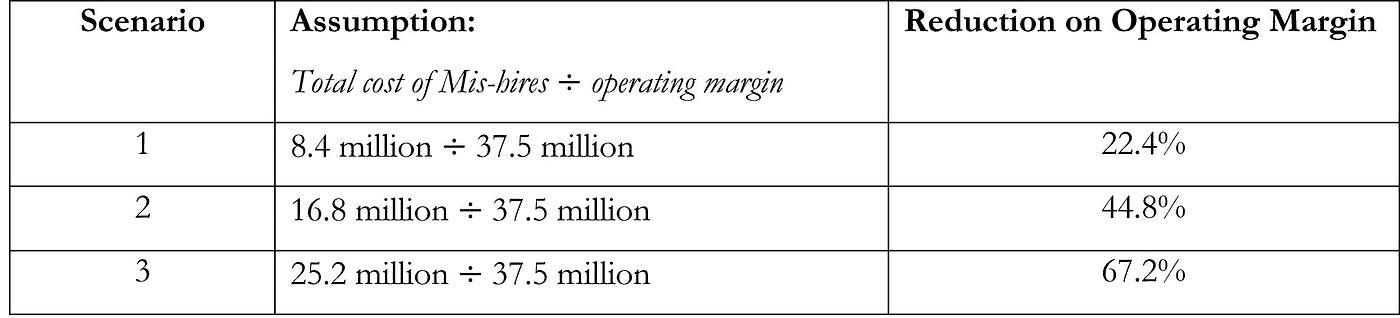 Scenario
Assumption:
Total cost of Mis-hires ÷ operating margin
Reduction on Operating Margin
1
8.4 million ÷ 37.5 million
22.4%
2
16.8 million ÷ 37.5 million
44.8%
3
25.2 million ÷ 37.5 million
67.2%